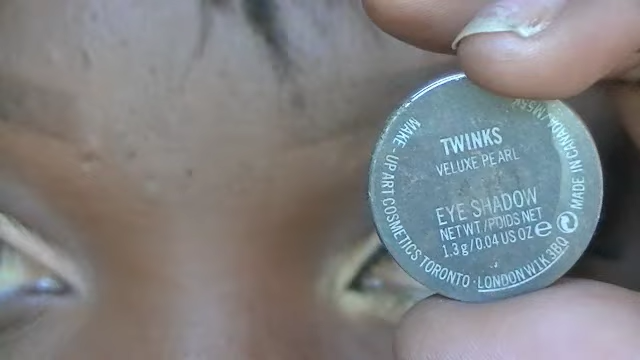 TWINKS
VELUXE PEARL
EYE SHADOW
NET WT./POIDS NET
1.3 g / 0.04 US OZ e
MAKE UP ART COSMETICS TORONTO · LONDON W1K 3BQ
MADE IN CANADA